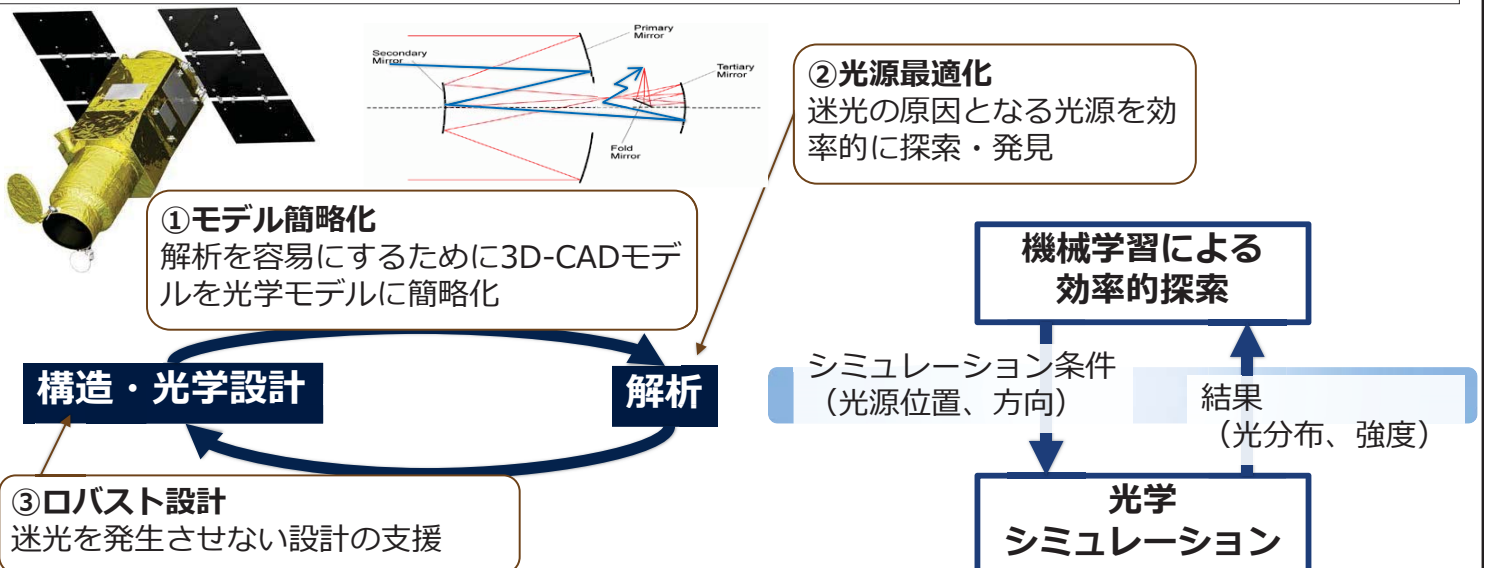 Primary
Mirror
Secondary
Mirror
Tertiary
Mirror
Fold
Mirror
②光源最適化
迷光の原因となる光源を効
率的に探索・発見
①モデル簡略化
解析を容易にするために3D-CADモデ
ルを光学モデルに簡略化
構造・光学設計
解析
③ロバスト設計
迷光を発生させない設計の支援
機械学習による
効率的探索
シミュレーション条件
（光源位置、方向）
結果
（光分布、強度）
光学
シミュレーション